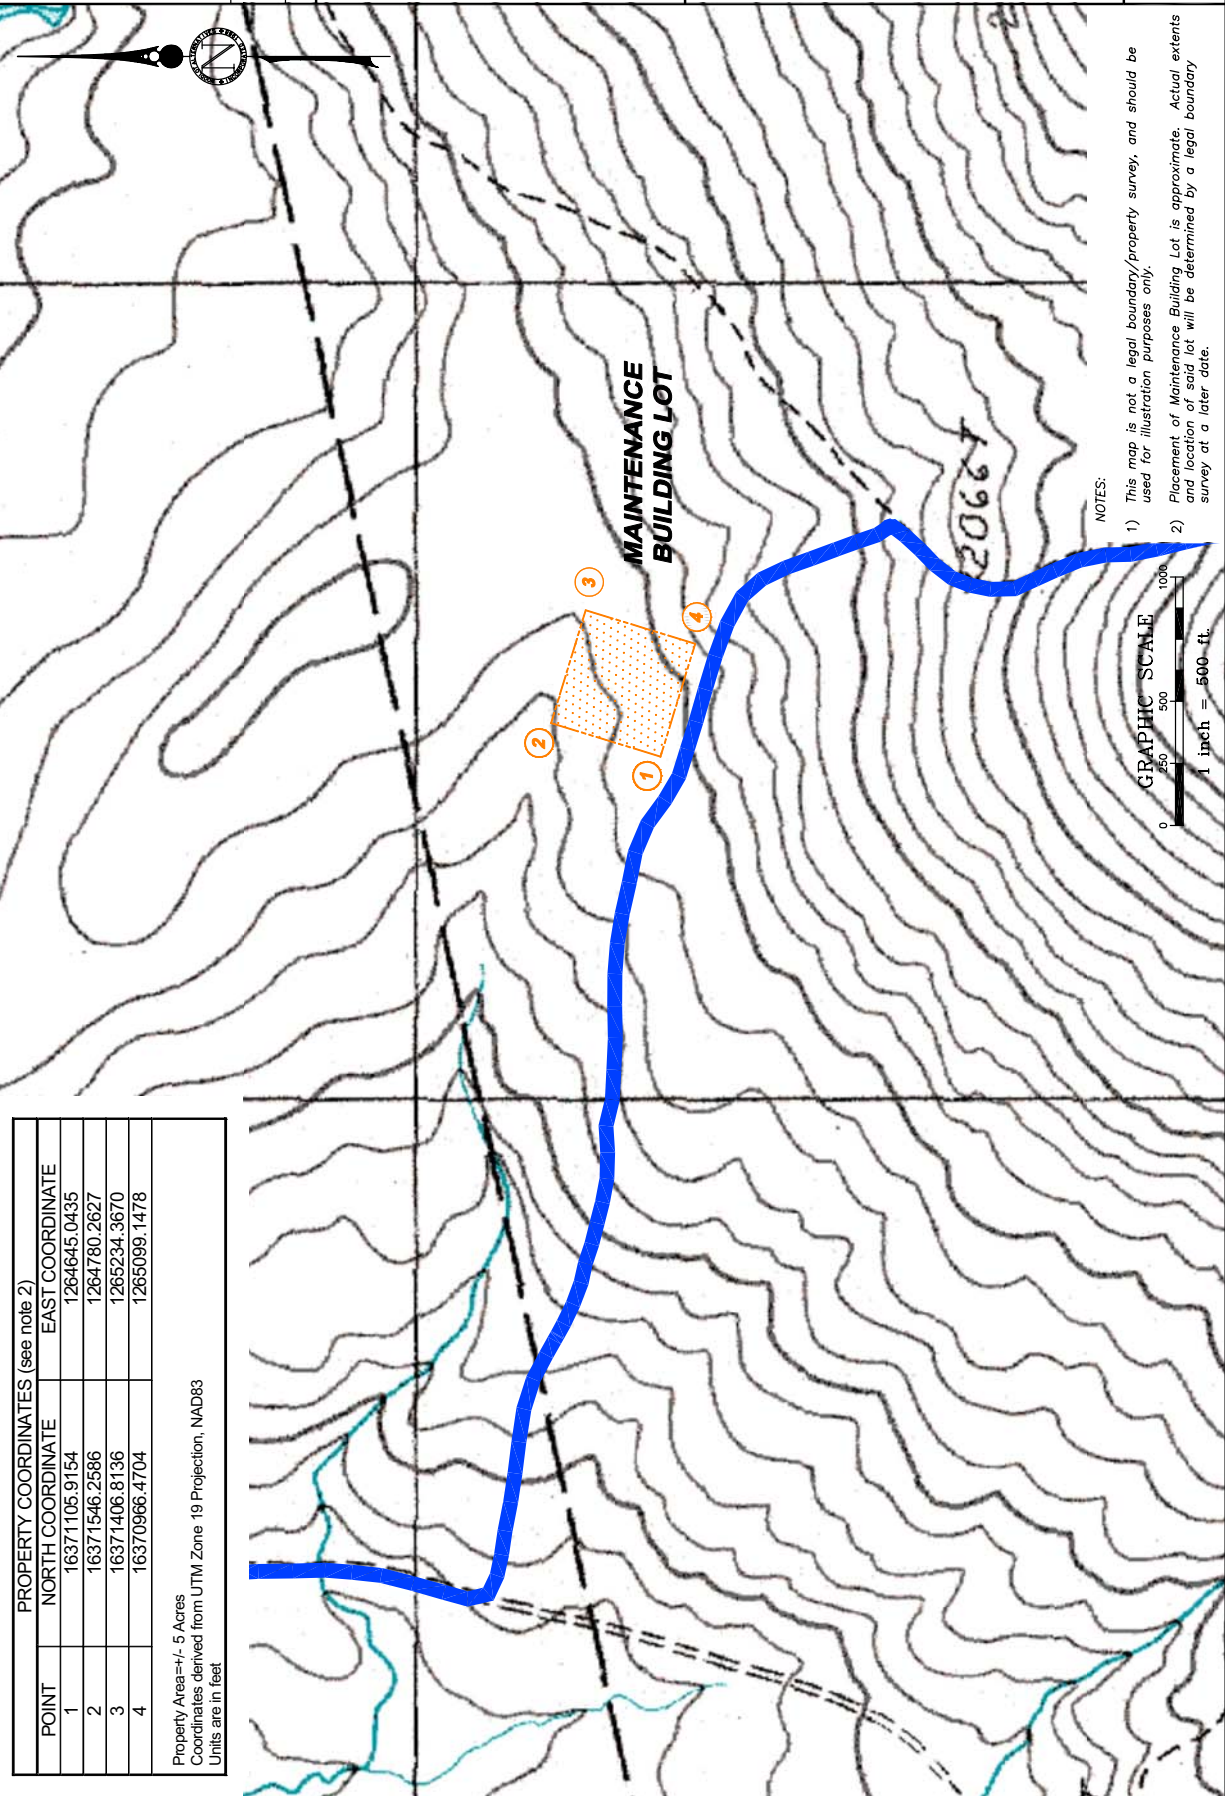 PROPERTY COORDINATES (see note 2)
POINT NORTH COORDINATE EAST COORDINATE
1 16371105.9154 1264645.0435
2 16371546.2586 1264780.2627
3 16371406.8136 1265234.3670
4 16370966.4704 1265099.1478
Property Area=+/- 5 Acres
Coordinates derived from UTM Zone 19 Projection, NAD83
Units are in feet
N
MAINTENANCE
BUILDING LOT
1
2
3
4
2066T
GRAPHIC SCALE
0 250 500 1000
1 inch = 500 ft.
NOTES:
1) This map is not a legal boundary/property survey, and should be
used for illustration purposes only.
2) Placement of Maintenance Building Lot is approximate. Actual extents
and location of said lot will be determined by a legal boundary
survey at a later date.